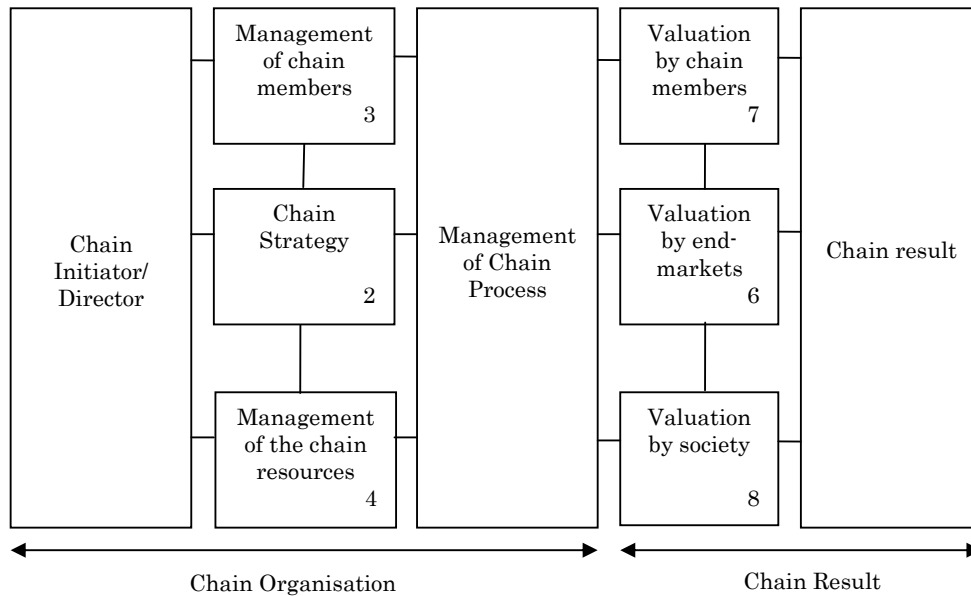 Management
of chain
members
3
Valuation
by chain
members
7
Chain
Initiator/
Director
Chain
Strategy
2
Management
of Chain
Process
Valuation
by end-
markets
6
Chain result
Management
of the chain
resources
4
Valuation
by society
8
Chain Organisation
Chain Result